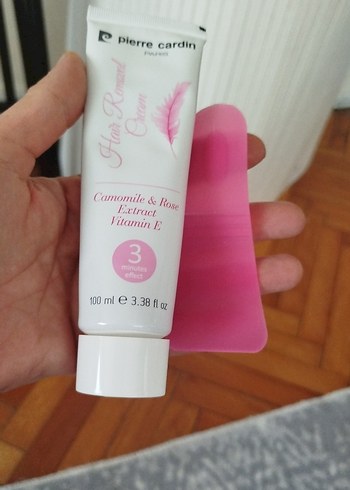 pierre cardin
PARIS
Hair Removal
Cream
Camomile & Rose
Extract
Vitamin E
3
minutes
effect
100 ml e 3.38 fl oz